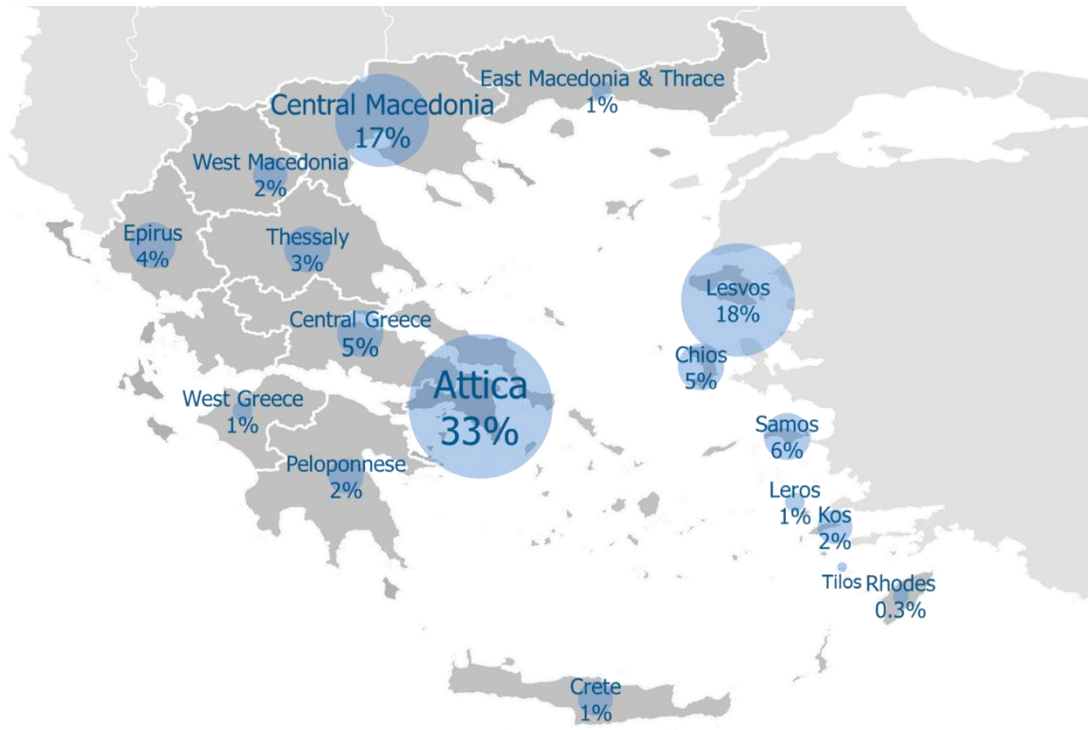 East Macedonia & Thrace
1%
Central Macedonia
17%
West Macedonia
2%
Epirus
4%
Thessaly
3%
Lesvos
18%
Central Greece
5%
Chios
5%
Attica
33%
West Greece
1%
Samos
6%
Peloponnese
2%
Leros
1%
Kos
2%
Tilos
Rhodes
0.3%
Crete
1%